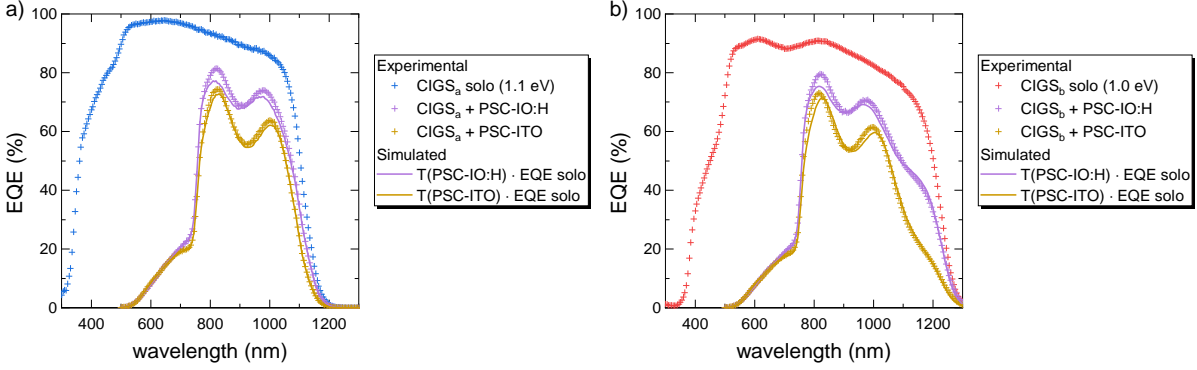 a)
100
80
60
40
20
0
EQE (%)
400 600 800 1000 1200
wavelength (nm)
Experimental
CIGSₐ solo (1.1 eV)
CIGSₐ + PSC-IO:H
CIGSₐ + PSC-ITO
Simulated
T(PSC-IO:H) · EQE solo
T(PSC-ITO) · EQE solo
b)
100
80
60
40
20
0
EQE (%)
400 600 800 1000 1200
wavelength (nm)
Experimental
CIGS_b solo (1.0 eV)
CIGS_b + PSC-IO:H
CIGS_b + PSC-ITO
Simulated
T(PSC-IO:H) · EQE solo
T(PSC-ITO) · EQE solo